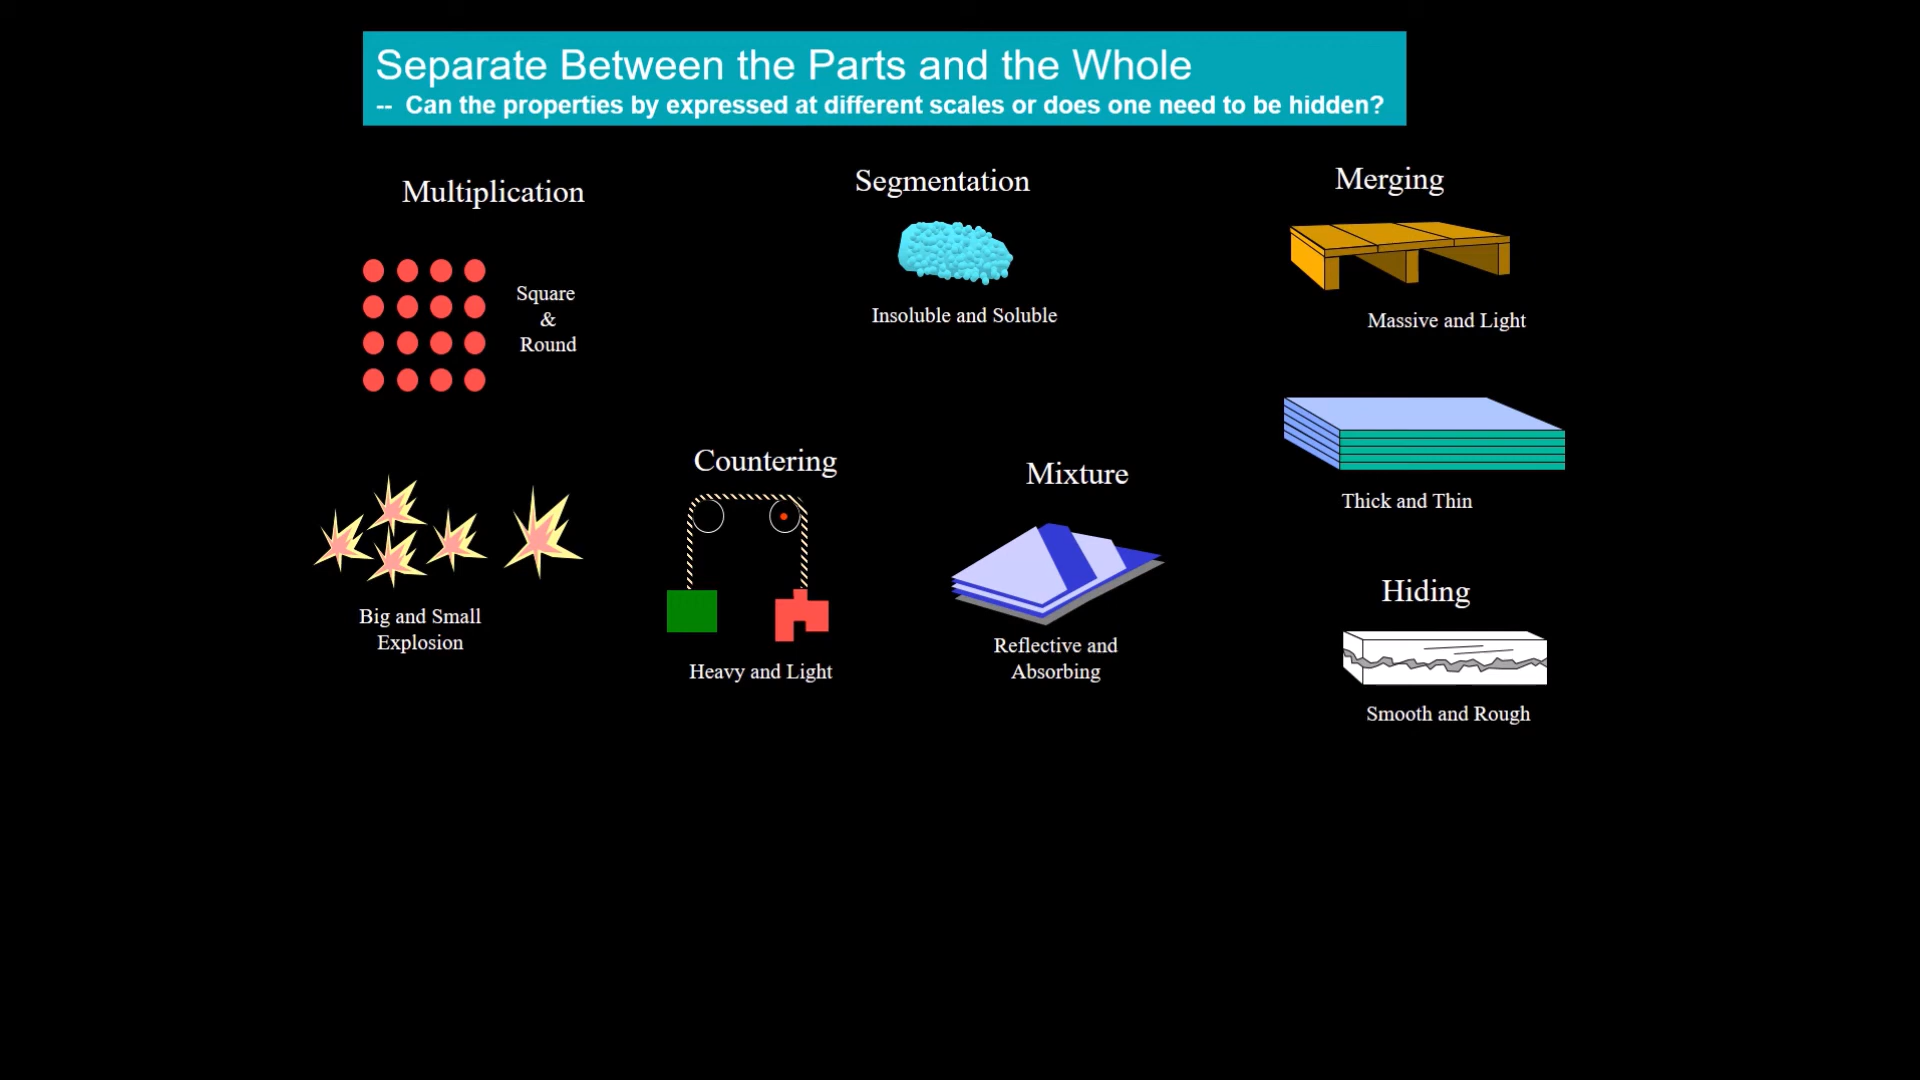 Separate Between the Parts and the Whole
-- Can the properties by expressed at different scales or does one need to be hidden?
Multiplication
Square
&
Round
Big and Small
Explosion
Segmentation
Insoluble and Soluble
Merging
Massive and Light
Thick and Thin
Countering
Heavy and Light
Mixture
Reflective and
Absorbing
Hiding
Smooth and Rough